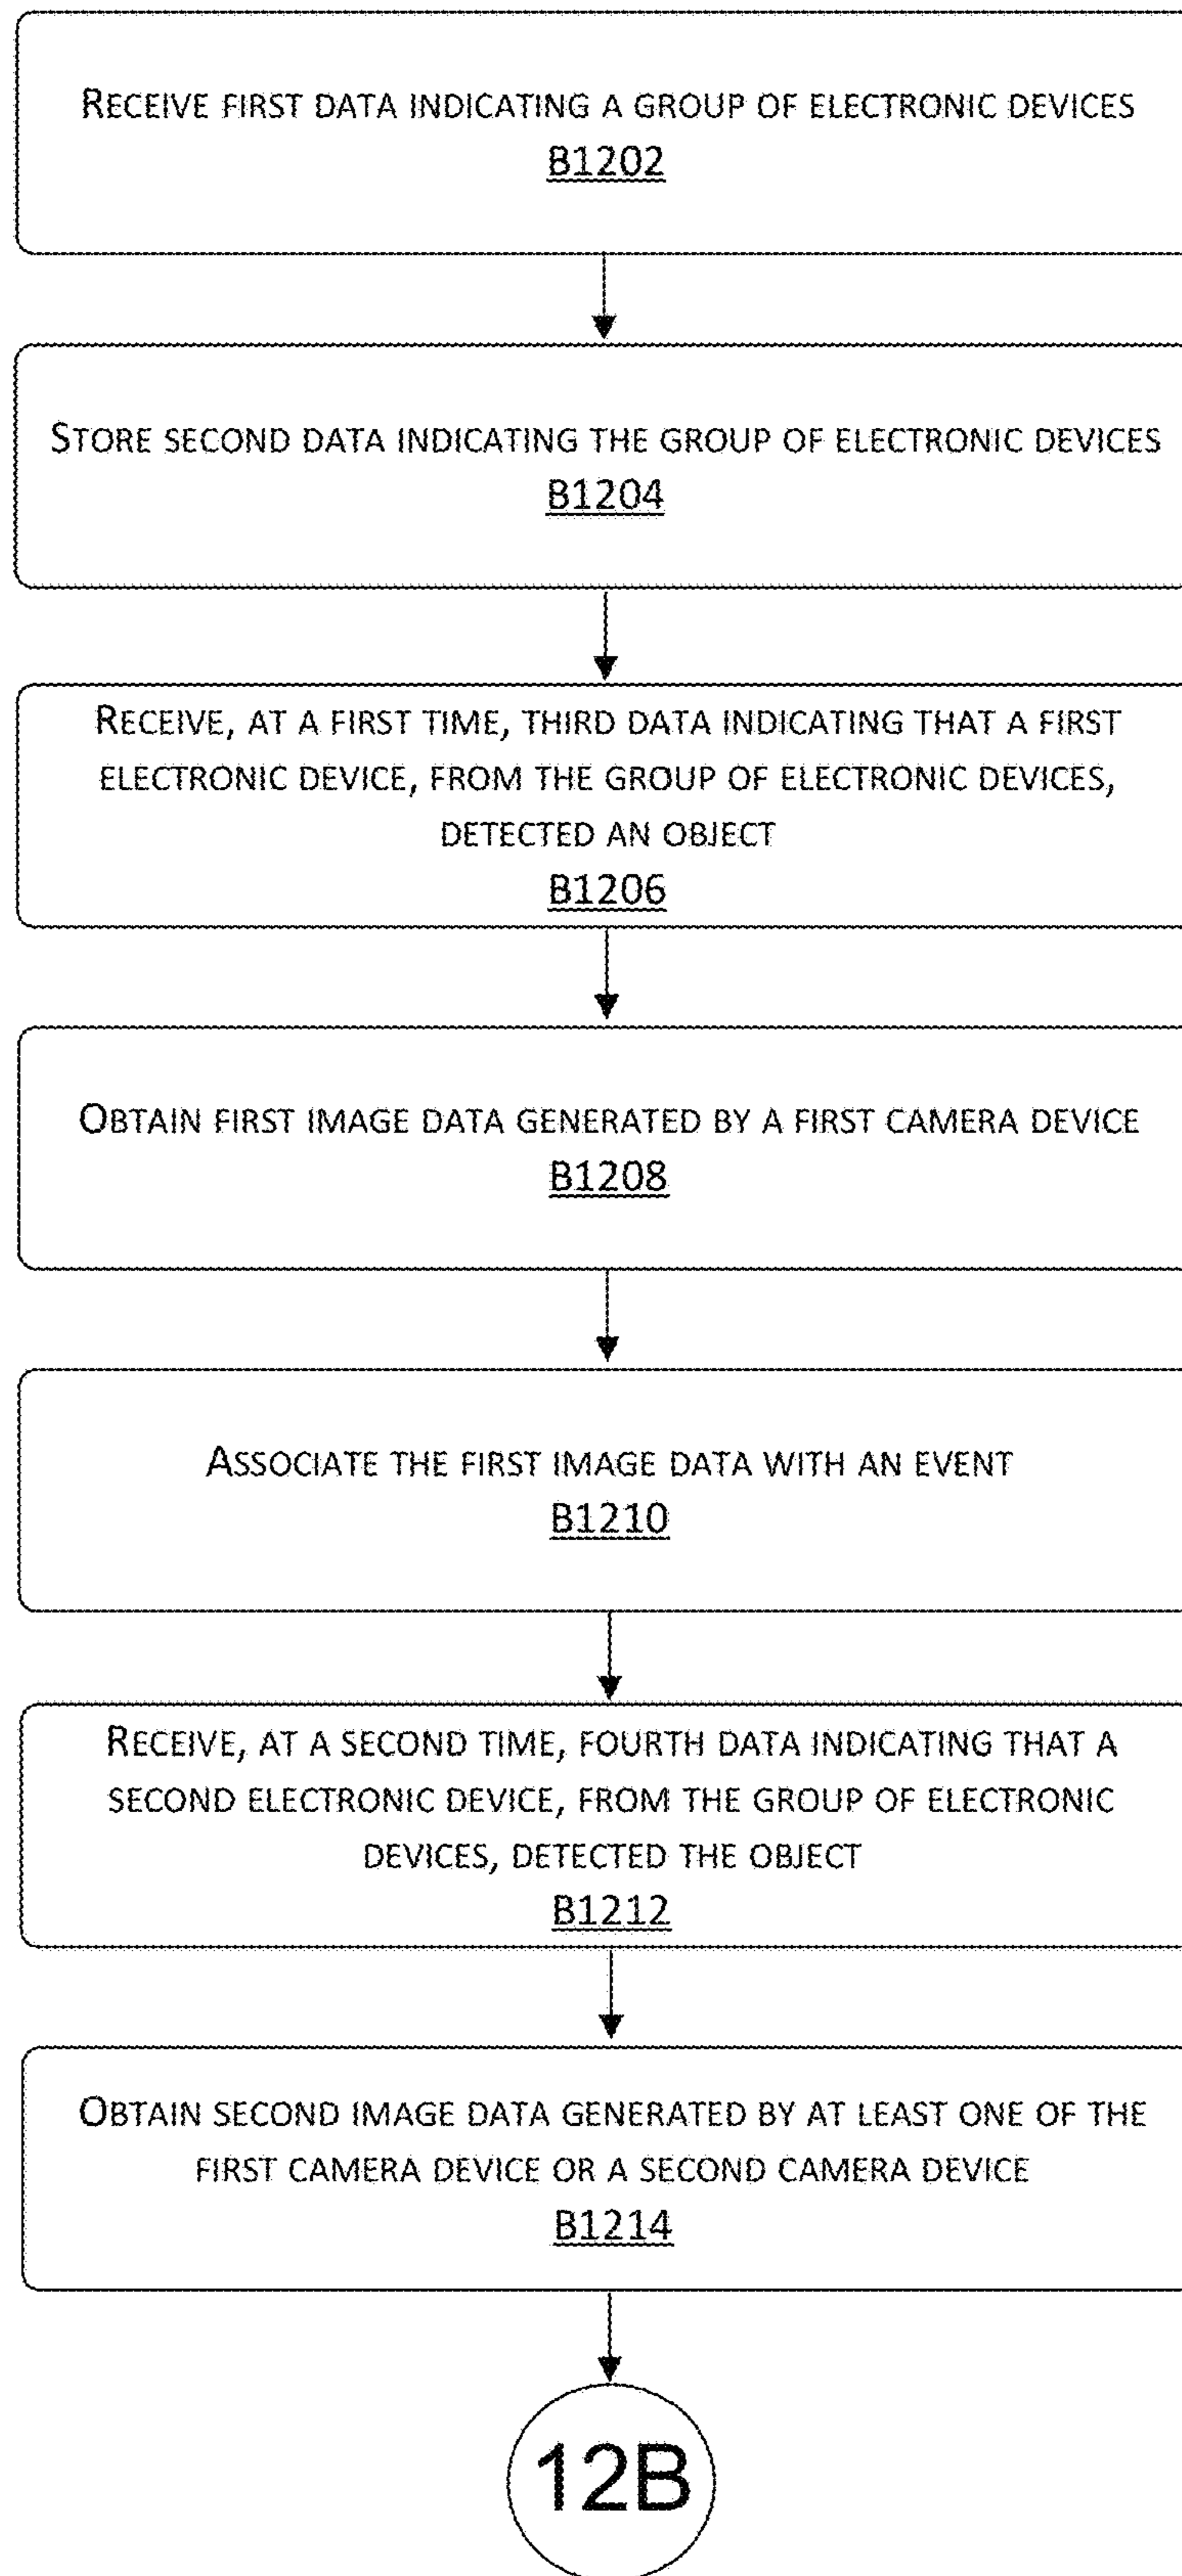 RECEIVE FIRST DATA INDICATING A GROUP OF ELECTRONIC DEVICES
B1202
STORE SECOND DATA INDICATING THE GROUP OF ELECTRONIC DEVICES
B1204
RECEIVE, AT A FIRST TIME, THIRD DATA INDICATING THAT A FIRST
ELECTRONIC DEVICE, FROM THE GROUP OF ELECTRONIC DEVICES,
DETECTED AN OBJECT
B1206
OBTAIN FIRST IMAGE DATA GENERATED BY A FIRST CAMERA DEVICE
B1208
ASSOCIATE THE FIRST IMAGE DATA WITH AN EVENT
B1210
RECEIVE, AT A SECOND TIME, FOURTH DATA INDICATING THAT A
SECOND ELECTRONIC DEVICE, FROM THE GROUP OF ELECTRONIC
DEVICES, DETECTED THE OBJECT
B1212
OBTAIN SECOND IMAGE DATA GENERATED BY AT LEAST ONE OF THE
FIRST CAMERA DEVICE OR A SECOND CAMERA DEVICE
B1214
12B